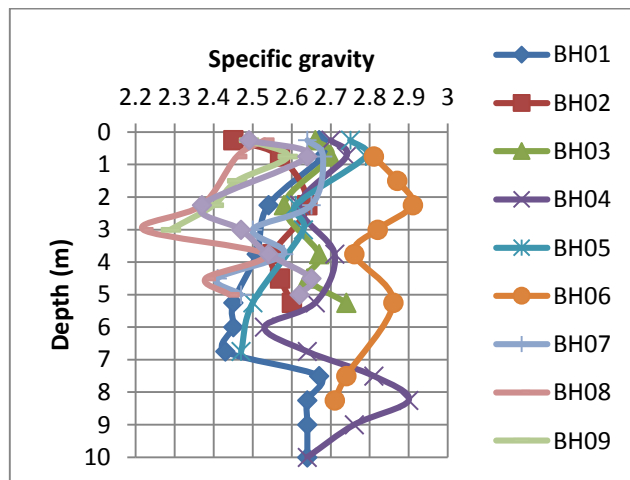 Specific gravity
2.2 2.3 2.4 2.5 2.6 2.7 2.8 2.9 3
0
1
2
3
4
5
6
7
8
9
10
Depth (m)
BH01
BH02
BH03
BH04
BH05
BH06
BH07
BH08
BH09